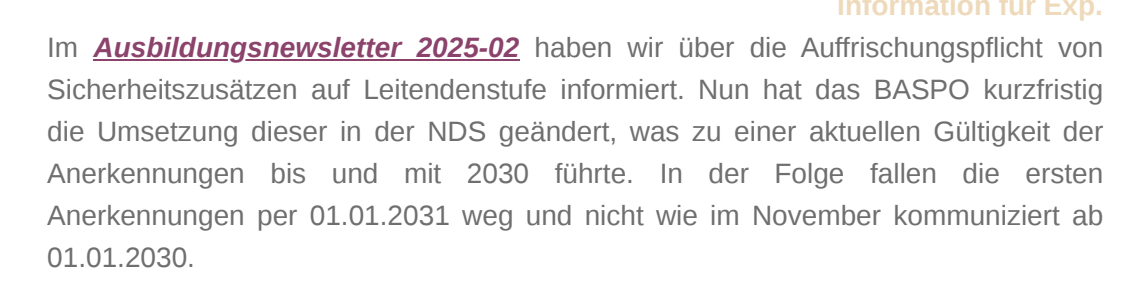 Information für Exp.
Im Ausbildungsnewsletter 2025-02 haben wir über die Auffrischungspflicht von
Sicherheitszusätzen auf Leitendenstufe informiert. Nun hat das BASPO kurzfristig
die Umsetzung dieser in der NDS geändert, was zu einer aktuellen Gültigkeit der
Anerkennungen bis und mit 2030 führte. In der Folge fallen die ersten
Anerkennungen per 01.01.2031 weg und nicht wie im November kommuniziert ab
01.01.2030.